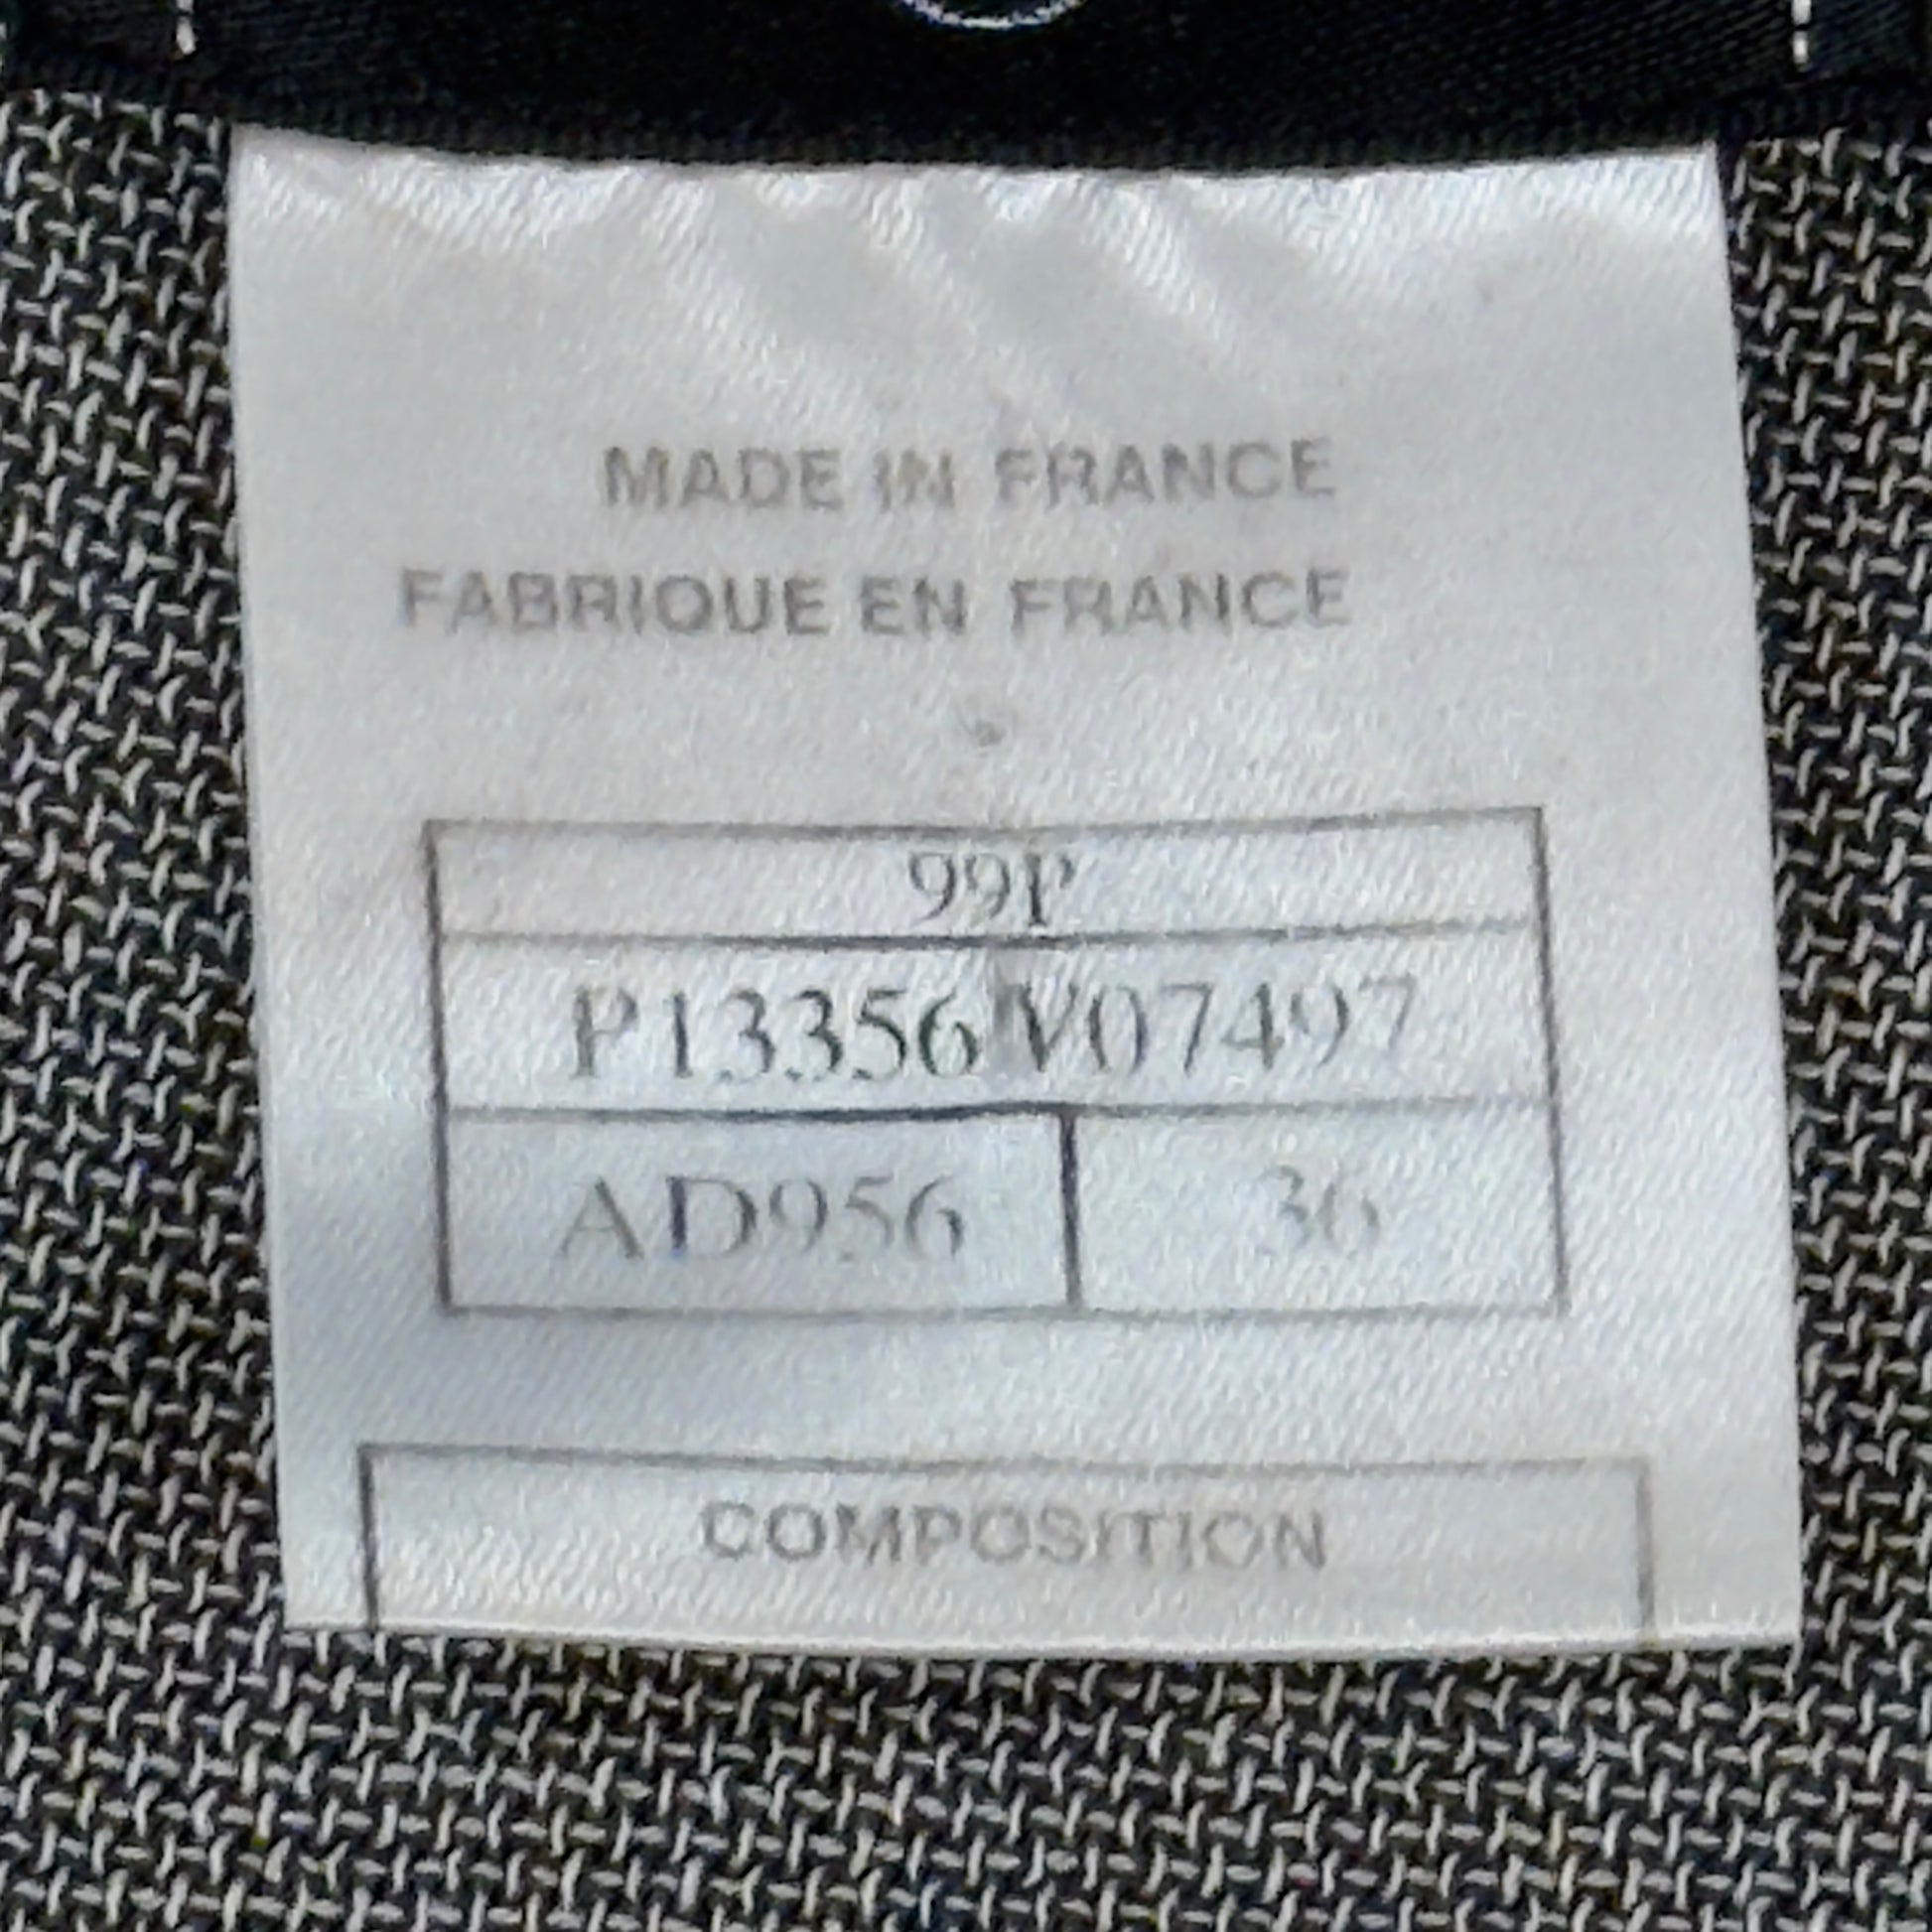 MADE IN FRANCE
FABRIQUE EN FRANCE
99P
P13356 V07497
AD956 36
COMPOSITION